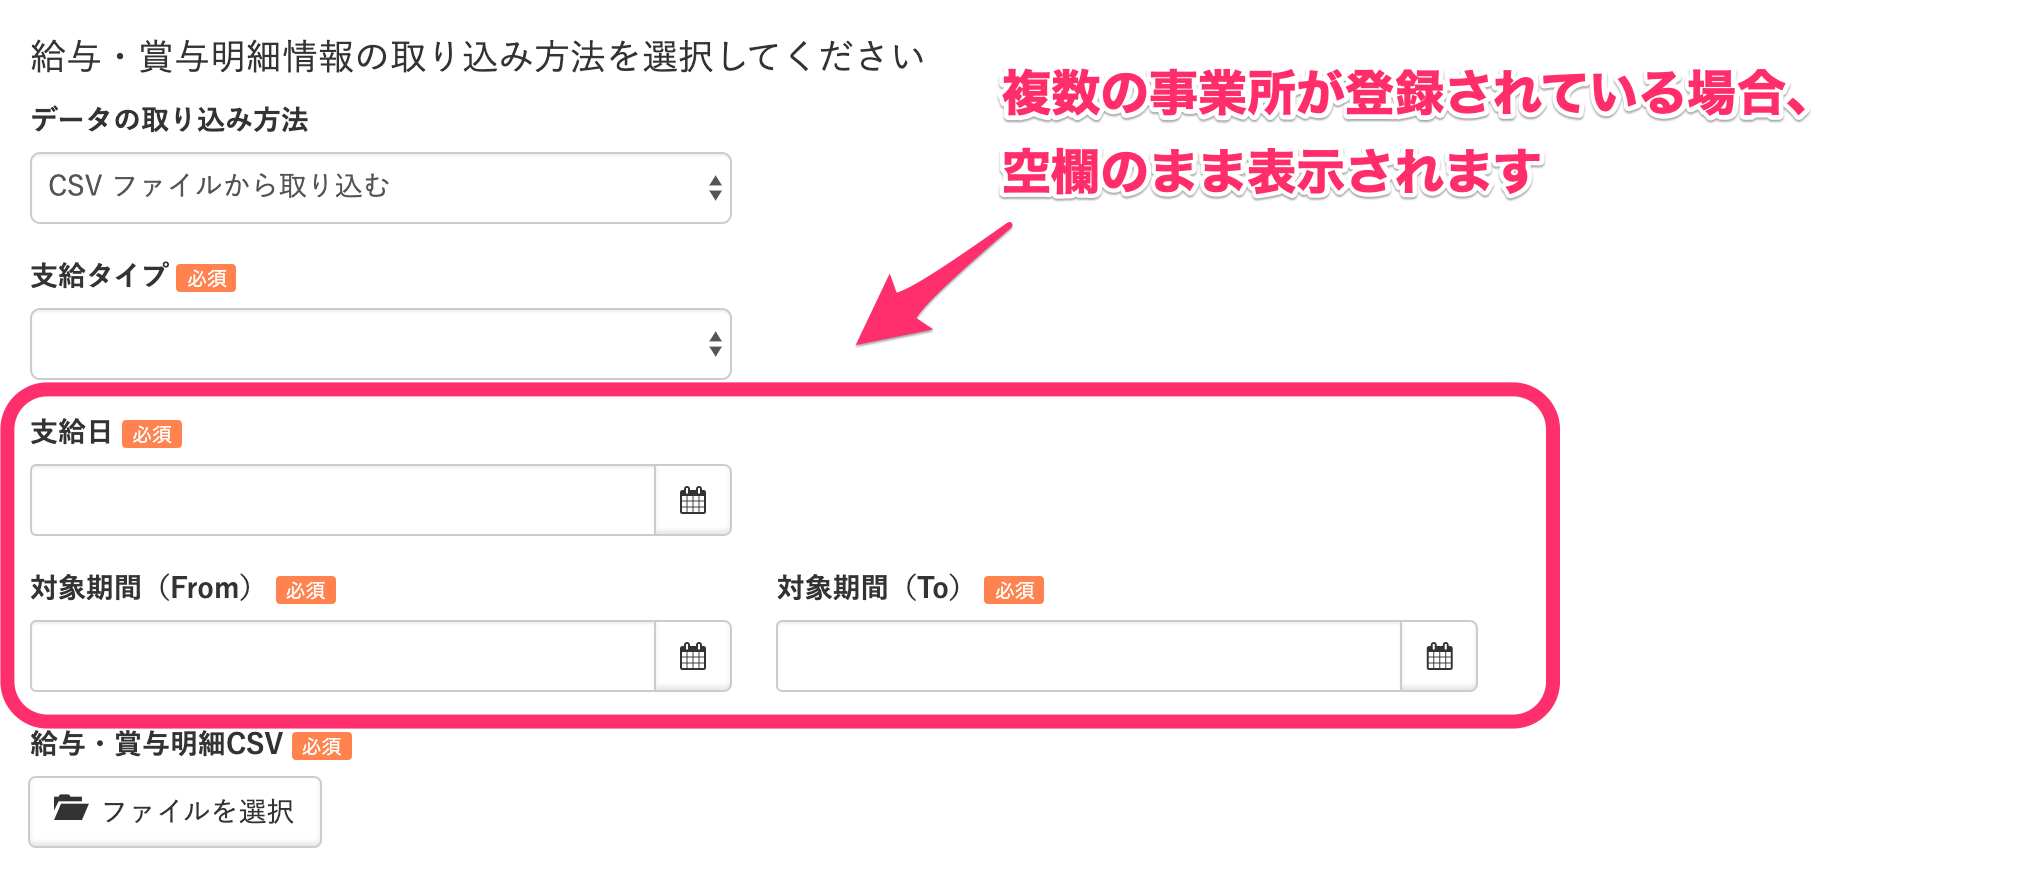 給与・賞与明細情報の取り込み方法を選択してください
複数の事業所が登録されている場合、
空欄のまま表示されます
データの取り込み方法
CSV ファイルから取り込む
支給タイプ 必須
支給日 必須
対象期間（From） 必須
対象期間（To） 必須
給与・賞与明細CSV 必須
ファイルを選択